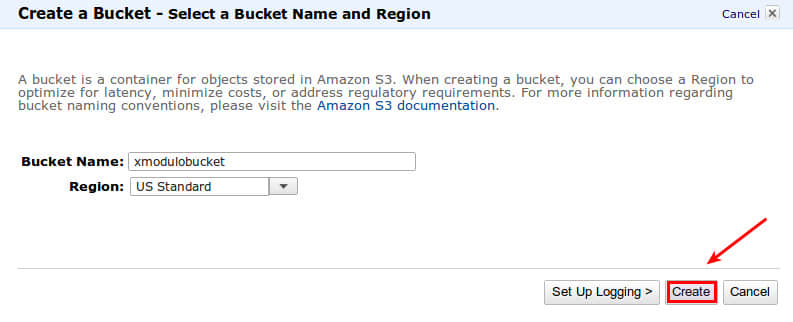 Create a Bucket - Select a Bucket Name and Region Cancel
A bucket is a container for objects stored in Amazon S3. When creating a bucket, you can choose a Region to
optimize for latency, minimize costs, or address regulatory requirements. For more information regarding
bucket naming conventions, please visit the Amazon S3 documentation.
Bucket Name: xmodulobucket
Region: US Standard
Set Up Logging > Create Cancel